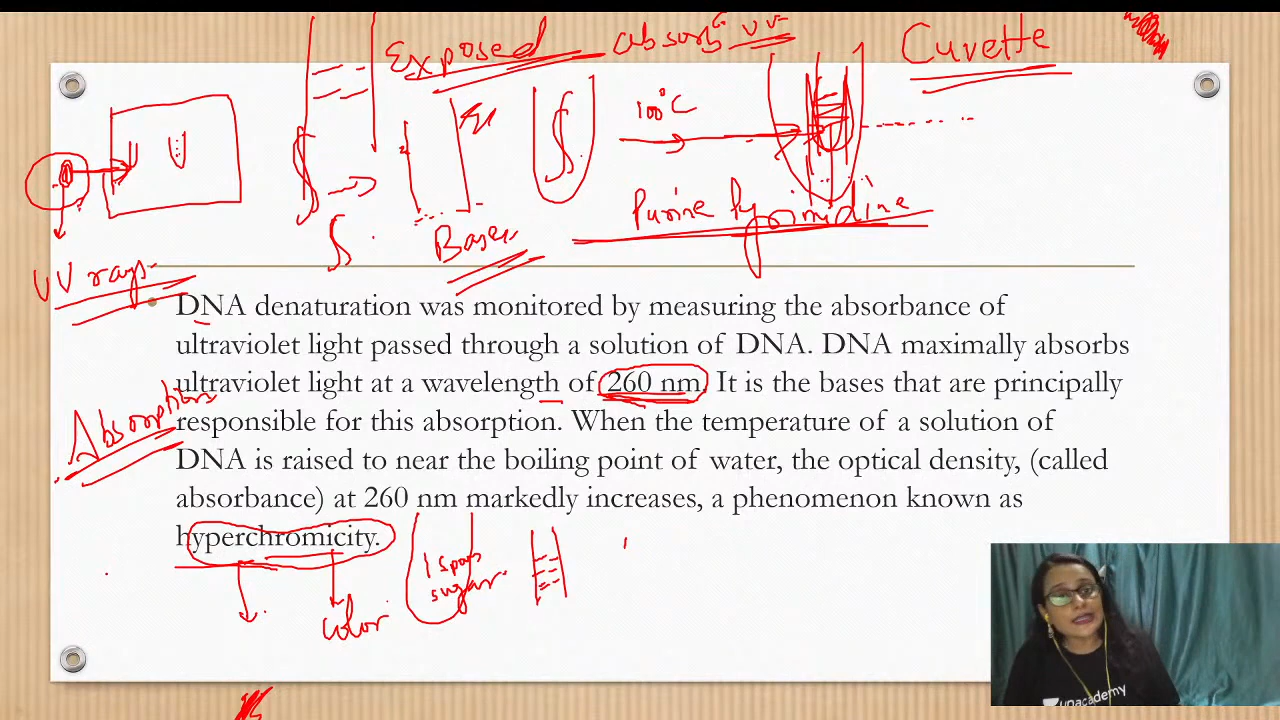 Exposed absorb UV Cuvette
100°C
Purine Pyrimidine
Bases
UV rays
• DNA denaturation was monitored by measuring the absorbance of
ultraviolet light passed through a solution of DNA. DNA maximally absorbs
ultraviolet light at a wavelength of 260 nm. It is the bases that are principally
Absorption
responsible for this absorption. When the temperature of a solution of
DNA is raised to near the boiling point of water, the optical density, (called
absorbance) at 260 nm markedly increases, a phenomenon known as
hyperchromicity.
1 spoon
sugar
color
unacademy